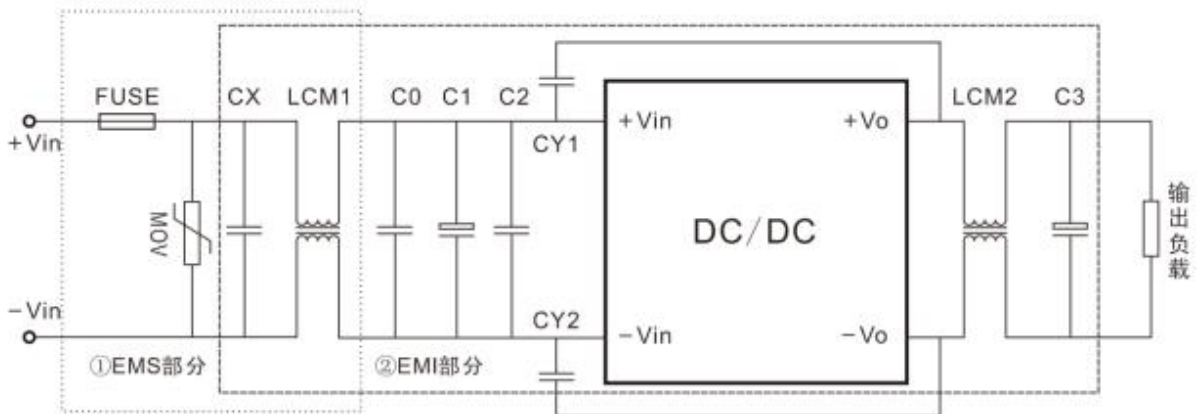 FUSE
CX
LCM1
C0
C1
C2
LCM2
C3
+Vin
CY1
+Vin
+Vo
MOV
DC/DC
输出负载
-Vin
CY2
-Vin
-Vo
①EMS部分
②EMI部分